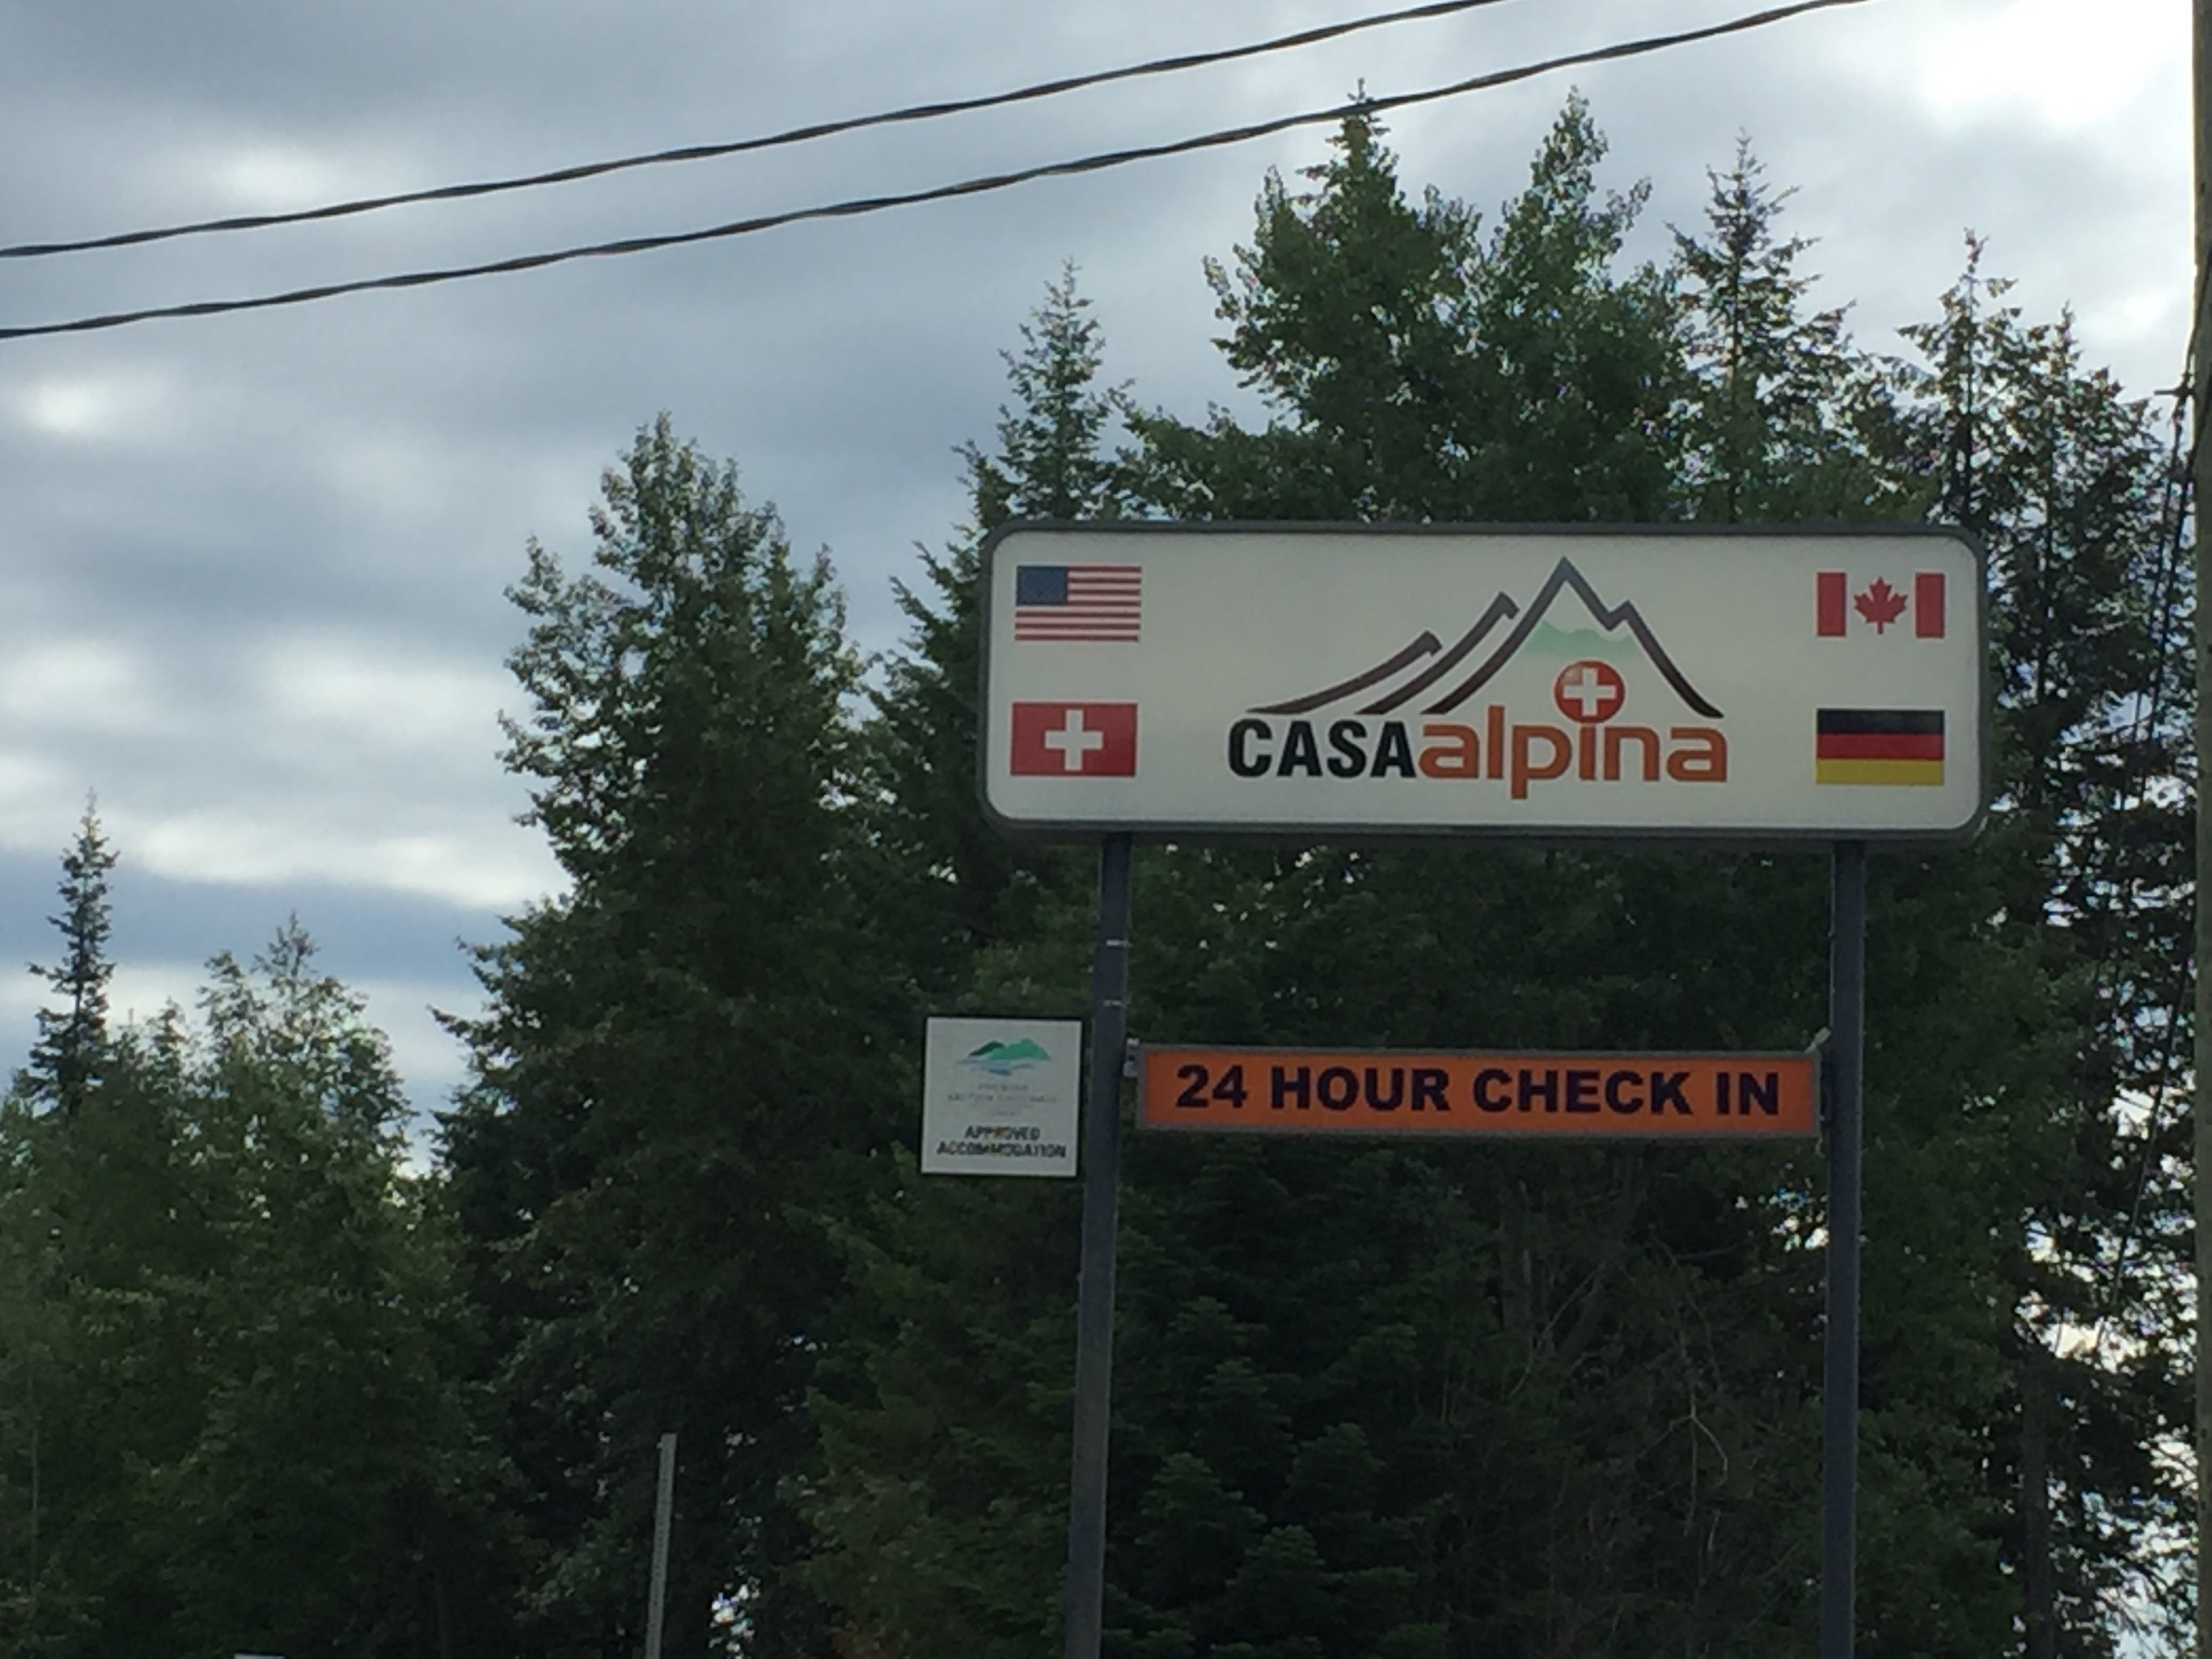 CASAalpina
24 HOUR CHECK IN
APPROVED
ACCOMMODATION